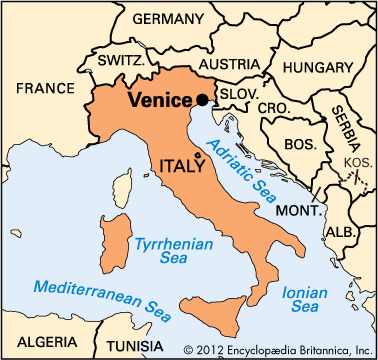 GERMANY
SWITZ.
AUSTRIA
HUNGARY
FRANCE
Venice
SLOV.
CRO.
SERBIA
BOS.
ITALY
Adriatic Sea
KOS.
MONT.
ALB.
Tyrrhenian
Sea
Mediterranean Sea
Ionian
Sea
ALGERIA
TUNISIA
© 2012 Encyclopædia Britannica, Inc.